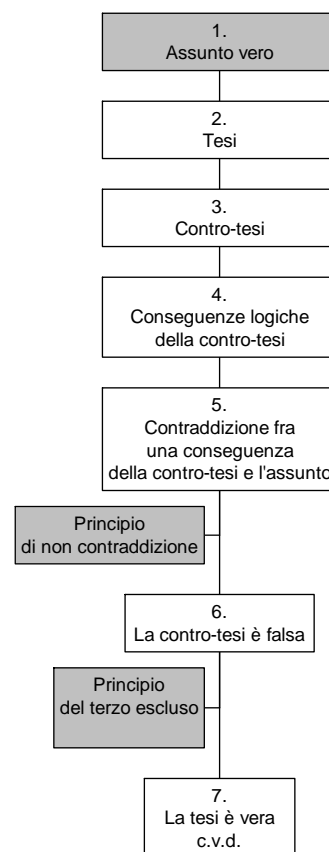 1.
Assunto vero
2.
Tesi
3.
Contro-tesi
4.
Conseguenze logiche
della contro-tesi
5.
Contraddizione fra
una conseguenza
della contro-tesi e l'assunto
Principio
di non contraddizione
6.
La contro-tesi è falsa
Principio
del terzo escluso
7.
La tesi è vera
c.v.d.